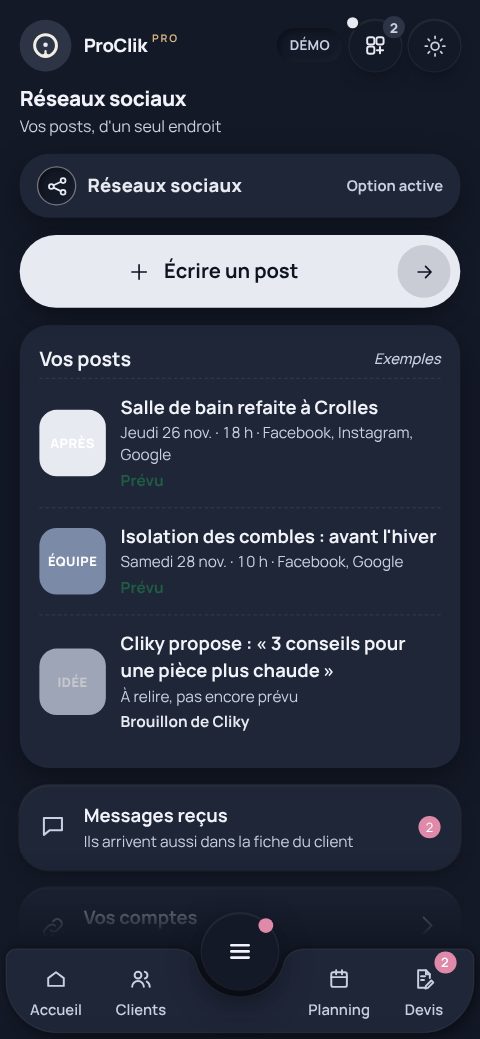 ProClik PRO
DÉMO
2
Réseaux sociaux
Vos posts, d'un seul endroit
Réseaux sociaux
Option active
Écrire un post
Vos posts
Exemples
APRÈS
Salle de bain refaite à Crolles
Jeudi 26 nov. · 18 h · Facebook, Instagram,
Google
Prévu
ÉQUIPE
Isolation des combles : avant l'hiver
Samedi 28 nov. · 10 h · Facebook, Google
Prévu
IDÉE
Cliky propose : « 3 conseils pour
une pièce plus chaude »
À relire, pas encore prévu
Brouillon de Cliky
Messages reçus
Ils arrivent aussi dans la fiche du client
2
Vos comptes
Accueil
Clients
Planning
2
Devis